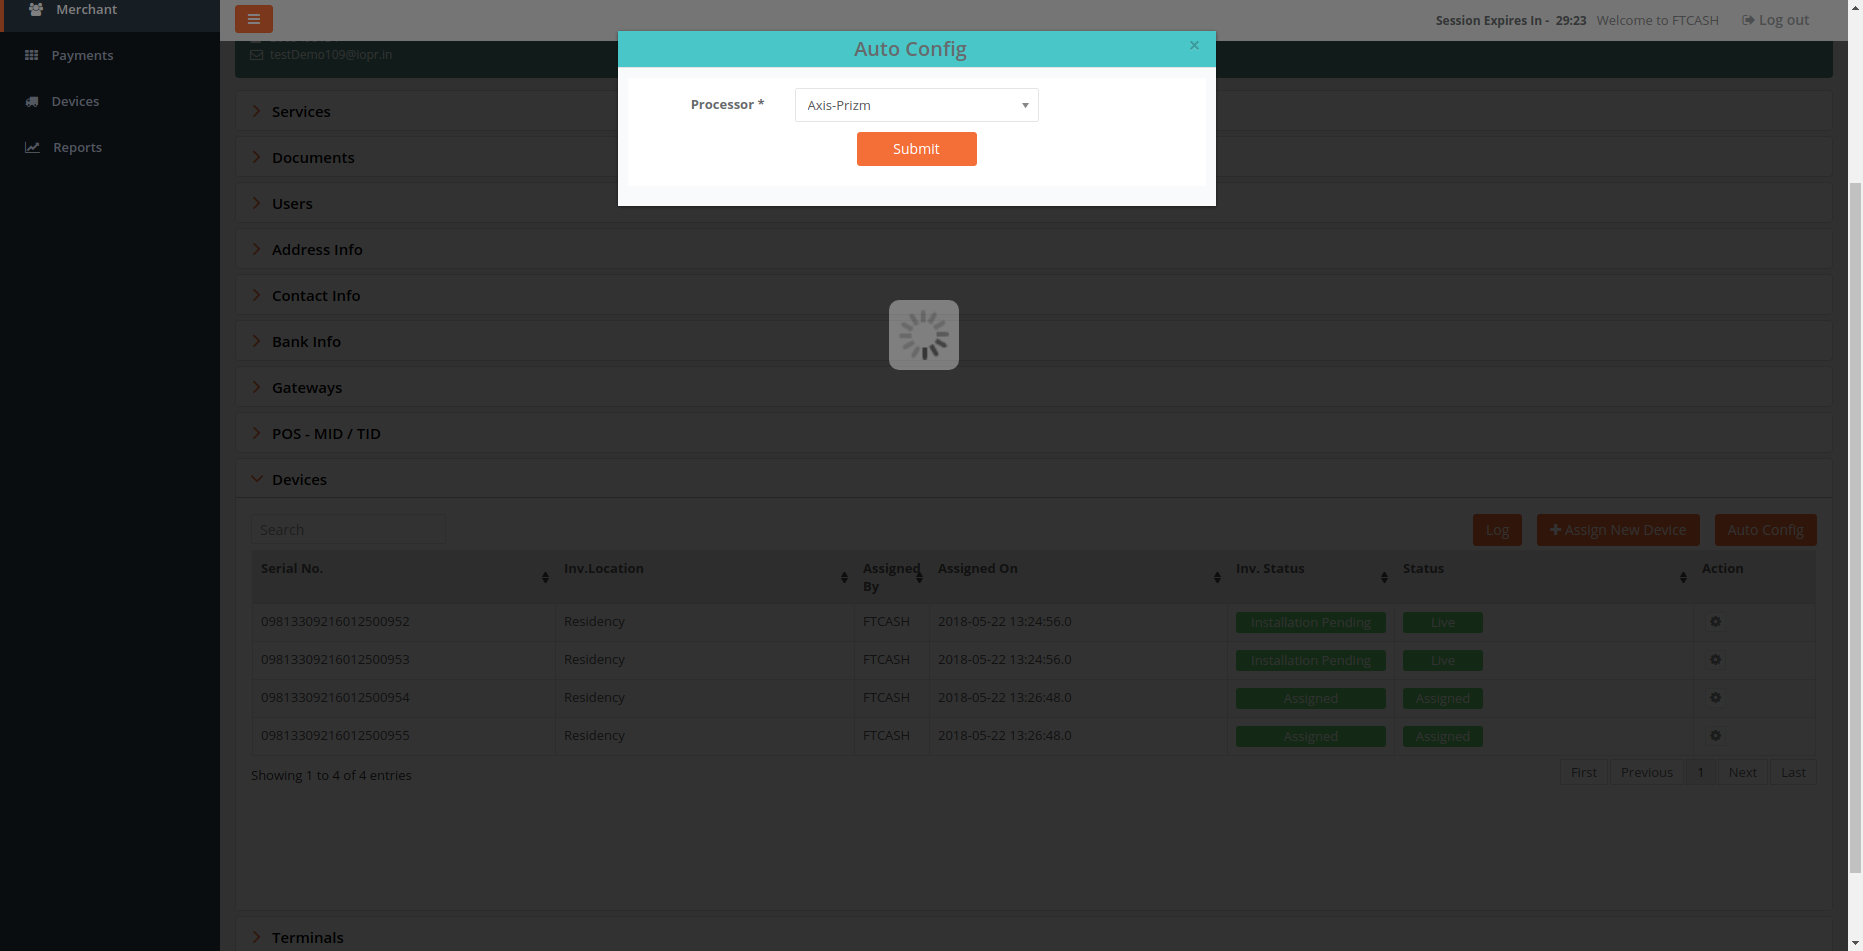 Merchant
Session Expires In - 29:23 Welcome to FTCASH Log out
Payments
Devices
Reports
testDemo109@iopr.in
Auto Config ×
Processor * Axis-Prizm
Submit
Services
Documents
Users
Address Info
Contact Info
Bank Info
Gateways
POS - MID / TID
Devices
Search Log Assign New Device Auto Config
Serial No. Inv.Location Assigned By Assigned On Inv. Status Status Action
09813309216012500952 Residency FTCASH 2018-05-22 13:24:56.0 Installation Pending Live
09813309216012500953 Residency FTCASH 2018-05-22 13:24:56.0 Installation Pending Live
09813309216012500954 Residency FTCASH 2018-05-22 13:26:48.0 Assigned Assigned
09813309216012500955 Residency FTCASH 2018-05-22 13:26:48.0 Assigned Assigned
Showing 1 to 4 of 4 entries First Previous 1 Next Last
Terminals